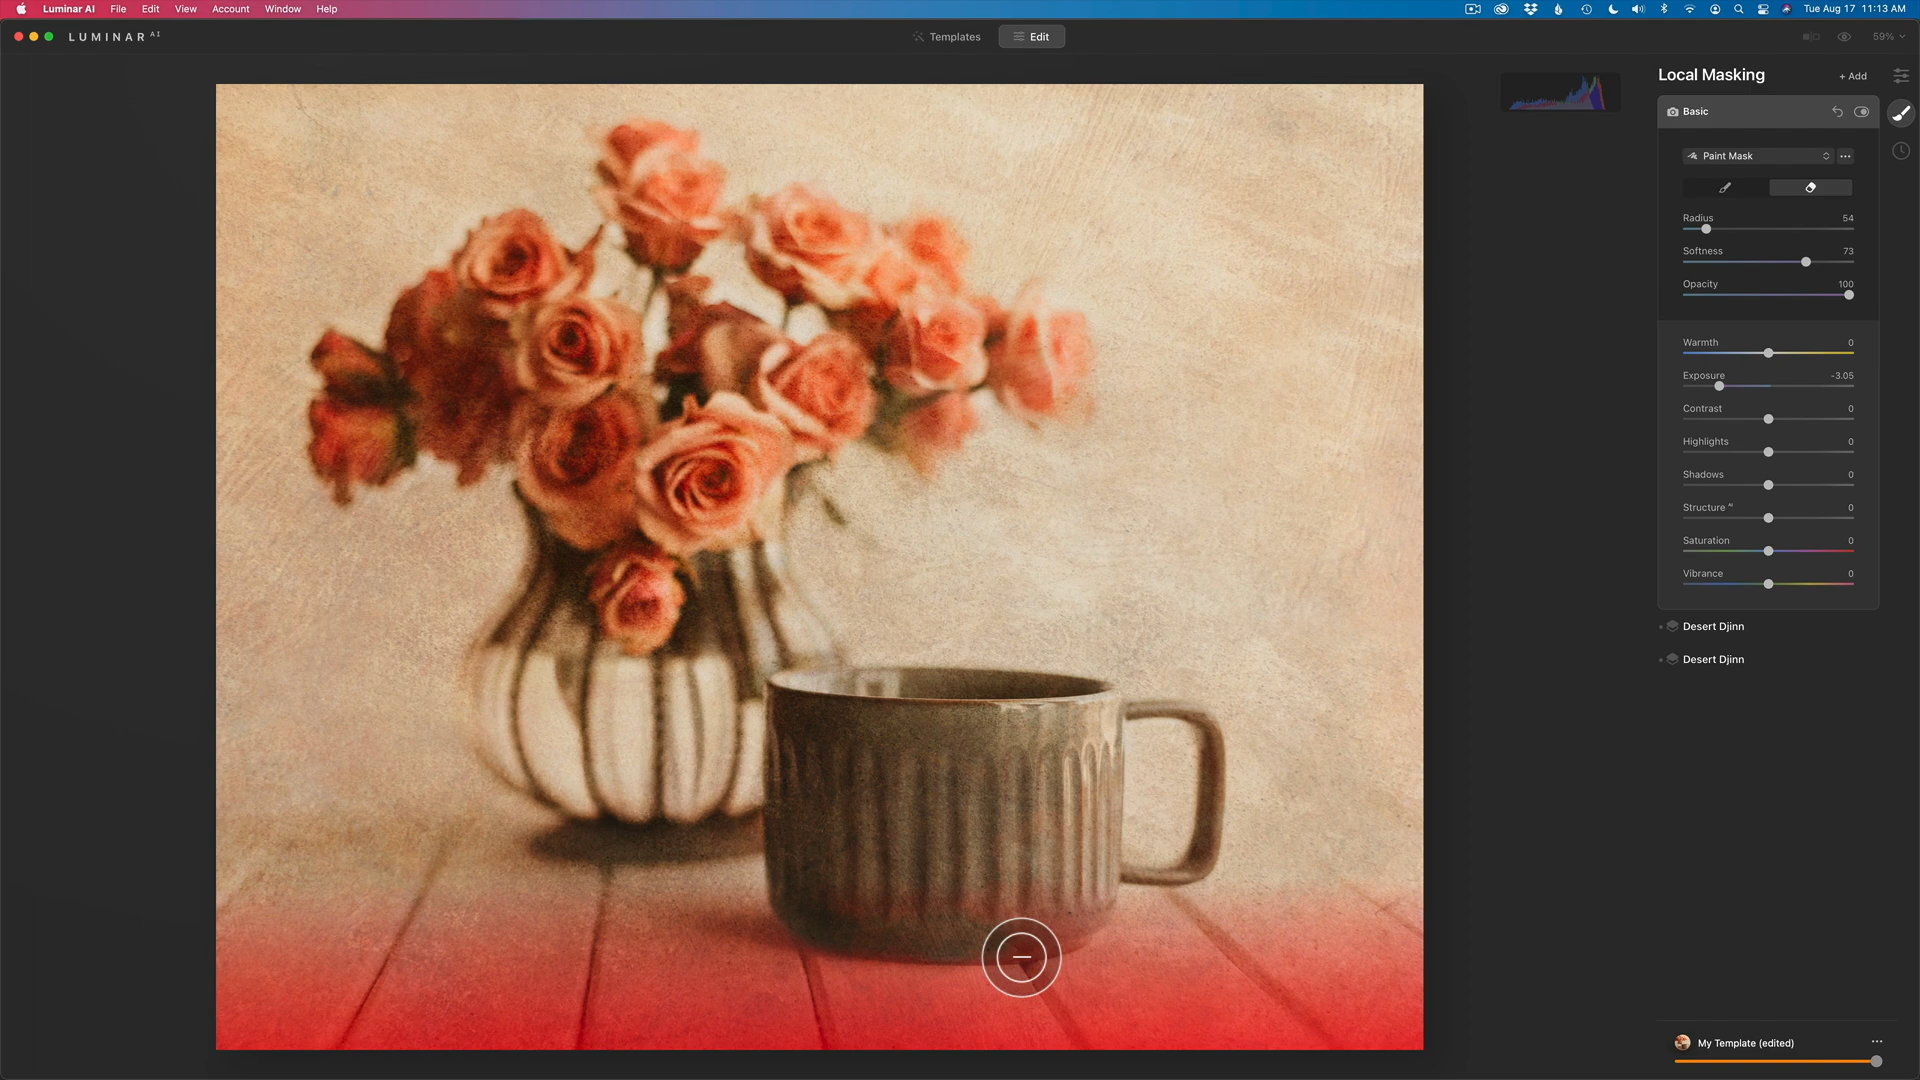 Luminar AI File Edit View Account Window Help Tue Aug 17 11:13 AM
LUMINAR AI Templates Edit 59%
Local Masking + Add
Basic
Paint Mask
Radius 54
Softness 73
Opacity 100
Warmth 0
Exposure -3.05
Contrast 0
Highlights 0
Shadows 0
Structure AI 0
Saturation 0
Vibrance 0
Desert Djinn
Desert Djinn
My Template (edited)